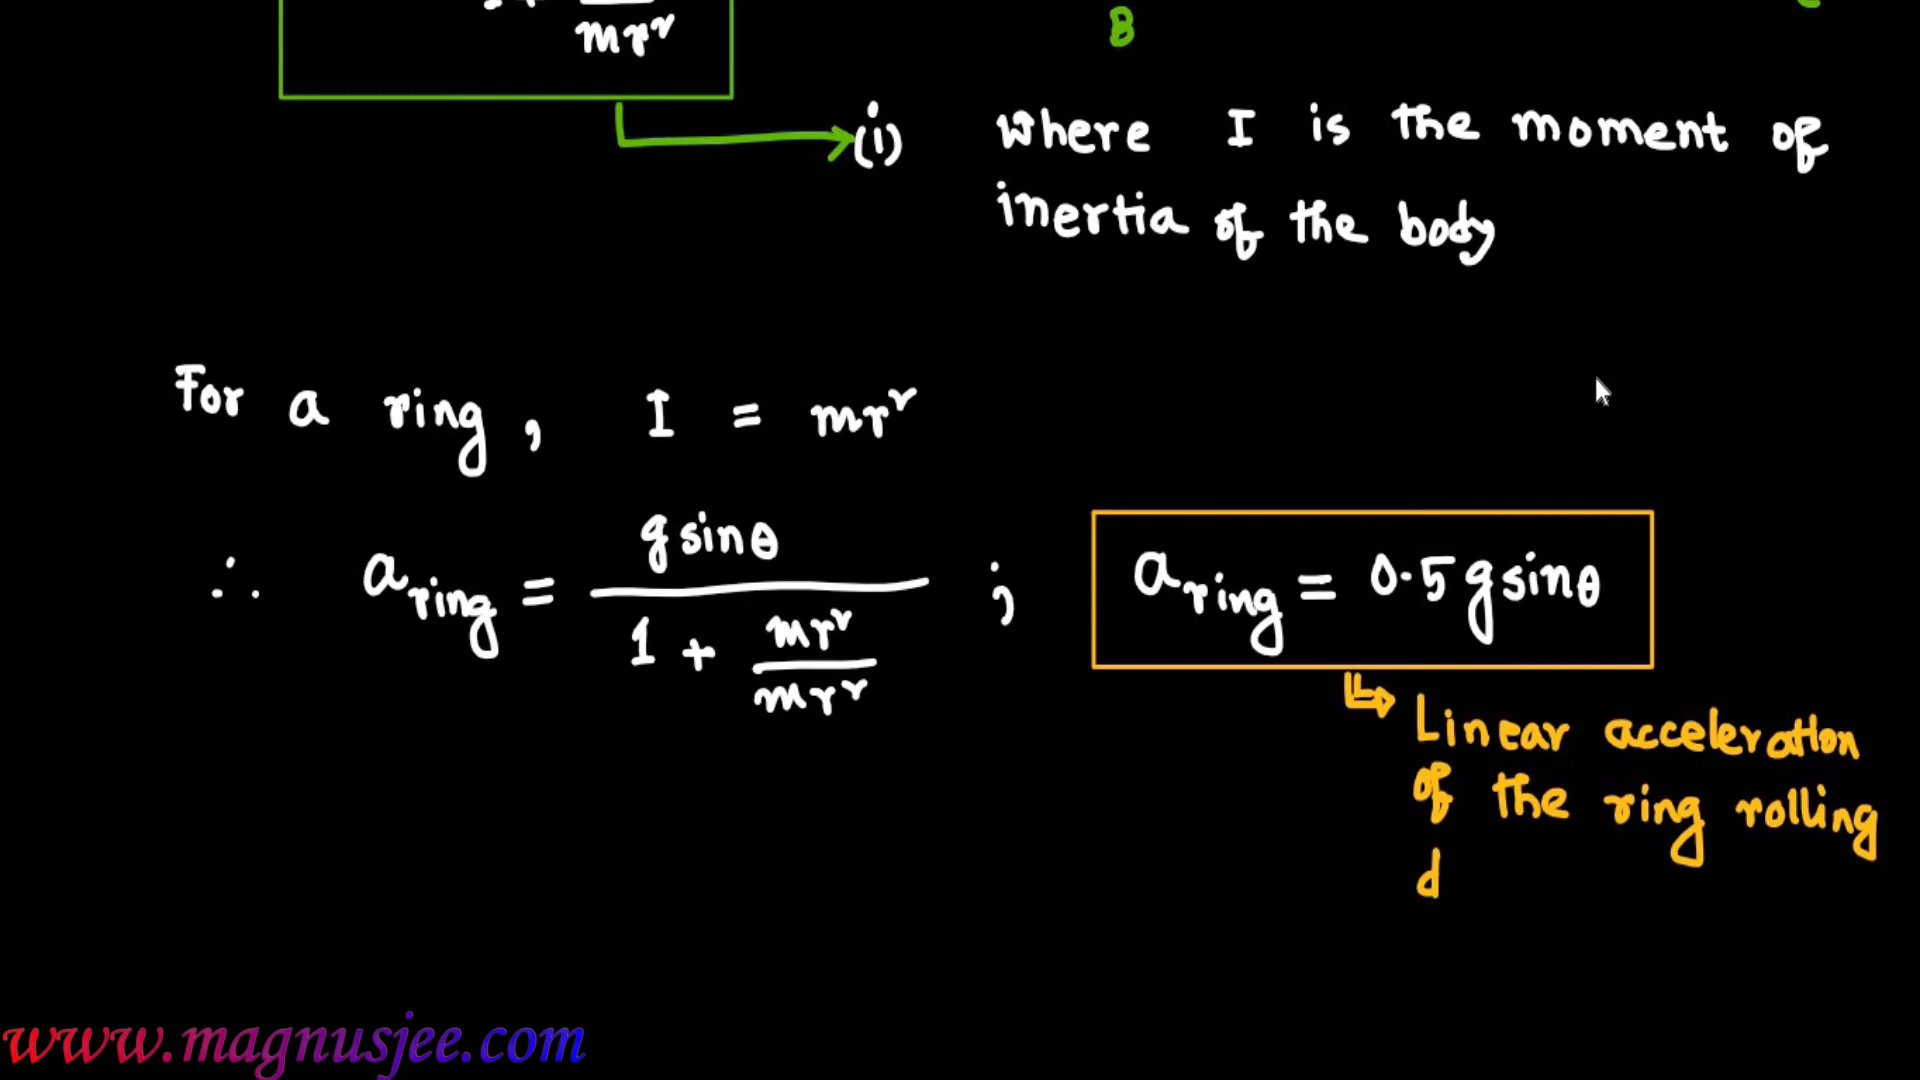 1+
mr²
B
(i) where I is the moment of
inertia of the body
For a ring, I = mr²
∴ a_ring = g sinθ / (1 + mr²/mr²) ; a_ring = 0.5 g sinθ
Linear acceleration
of the ring rolling
d
www.magnusjee.com